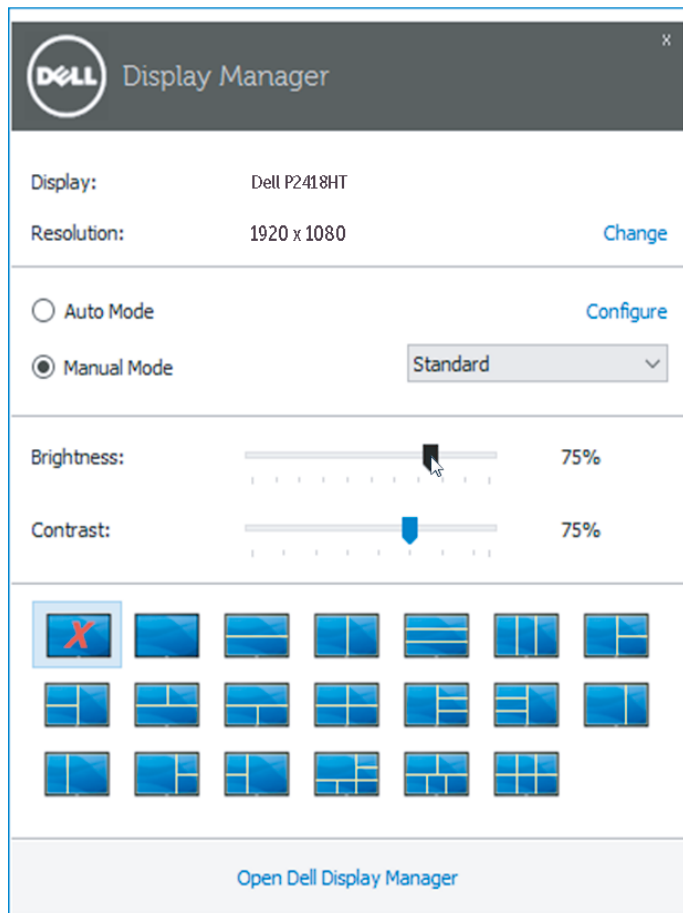 X
DELL Display Manager
Display: Dell P2418HT
Resolution: 1920 x 1080 Change
Auto Mode Configure
Manual Mode Standard
Brightness: 75%
Contrast: 75%
X
Open Dell Display Manager